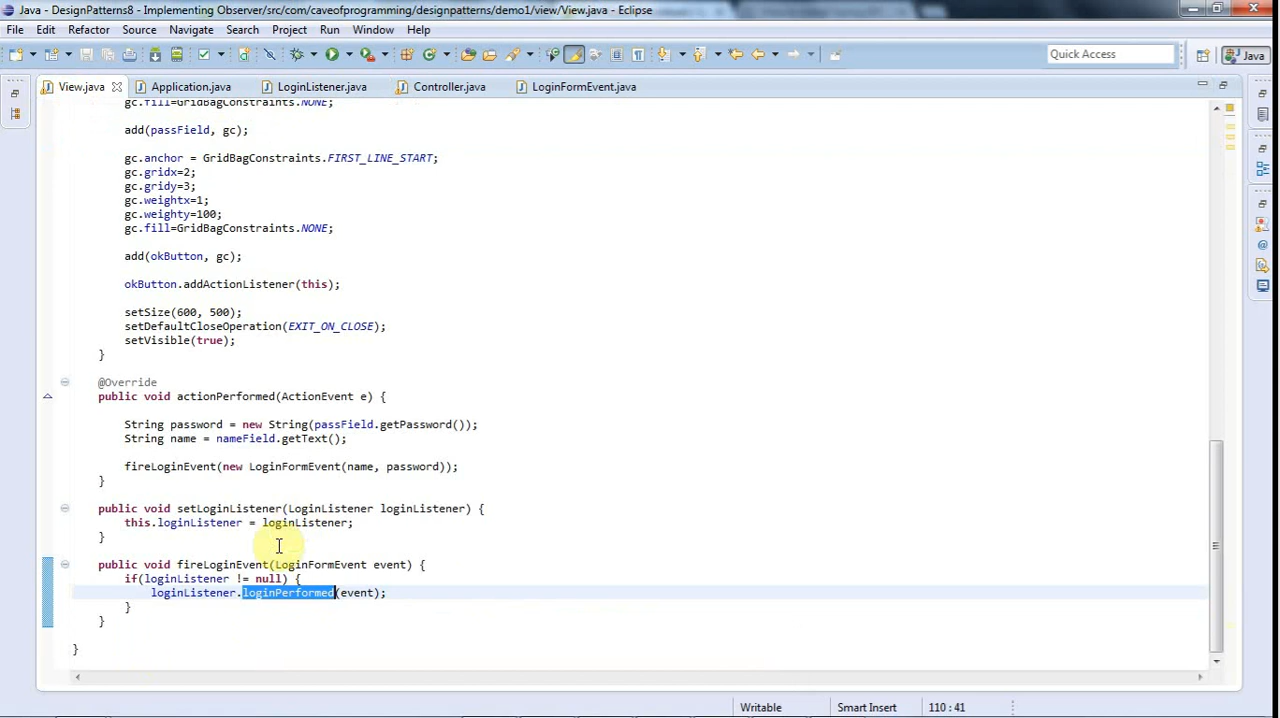 Java - DesignPatterns8 - Implementing Observer/src/com/caveofprogramming/designpatterns/demo1/view/View.java - Eclipse
File Edit Refactor Source Navigate Search Project Run Window Help
Quick Access
Java
View.java Application.java LoginListener.java Controller.java LoginFormEvent.java
gc.fill=GridBagConstraints.NONE;
add(passField, gc);
gc.anchor = GridBagConstraints.FIRST_LINE_START;
gc.gridx=2;
gc.gridy=3;
gc.weightx=1;
gc.weighty=100;
gc.fill=GridBagConstraints.NONE;
add(okButton, gc);
okButton.addActionListener(this);
setSize(600, 500);
setDefaultCloseOperation(EXIT_ON_CLOSE);
setVisible(true);
}
@Override
public void actionPerformed(ActionEvent e) {
String password = new String(passField.getPassword());
String name = nameField.getText();
fireLoginEvent(new LoginFormEvent(name, password));
}
public void setLoginListener(LoginListener loginListener) {
this.loginListener = loginListener;
}
public void fireLoginEvent(LoginFormEvent event) {
if(loginListener != null) {
loginListener.loginPerformed(event);
}
}
}
Writable Smart Insert 110 : 41